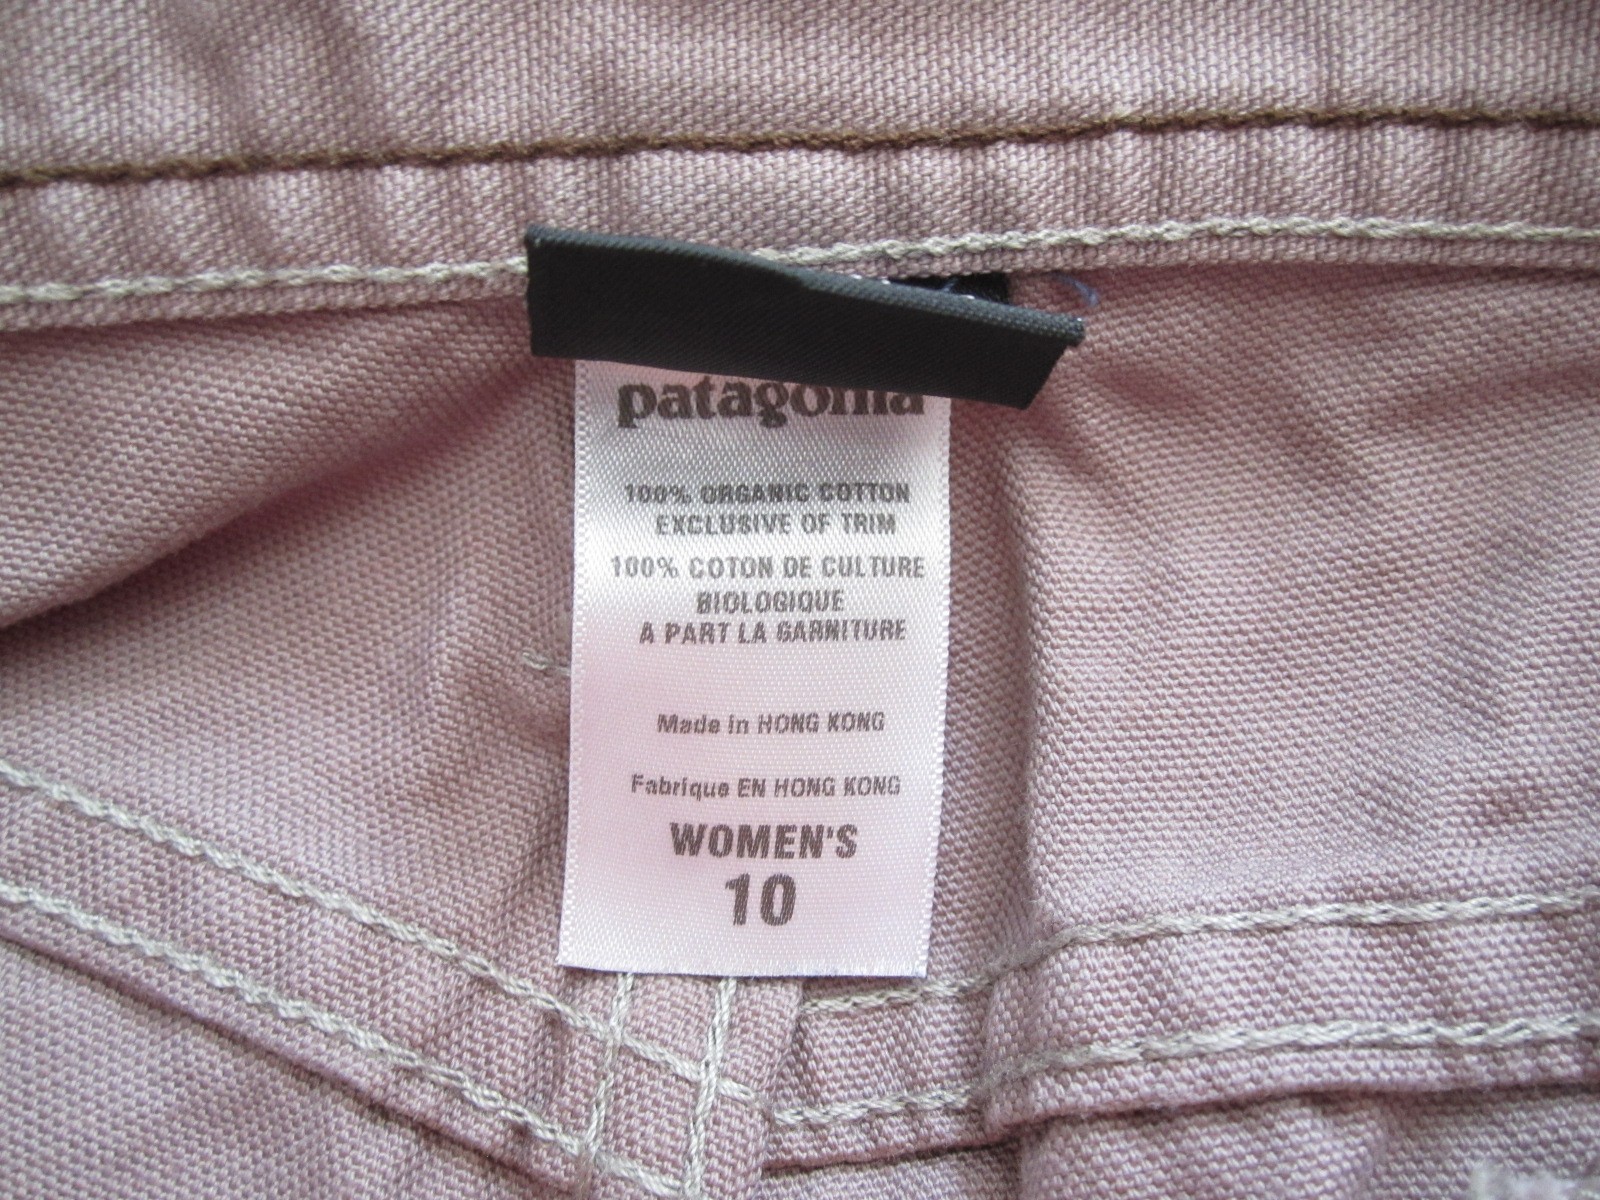 patagonia
100% ORGANIC COTTON
EXCLUSIVE OF TRIM
100% COTON DE CULTURE
BIOLOGIQUE
A PART LA GARNITURE
Made in HONG KONG
Fabrique EN HONG KONG
WOMEN'S
10